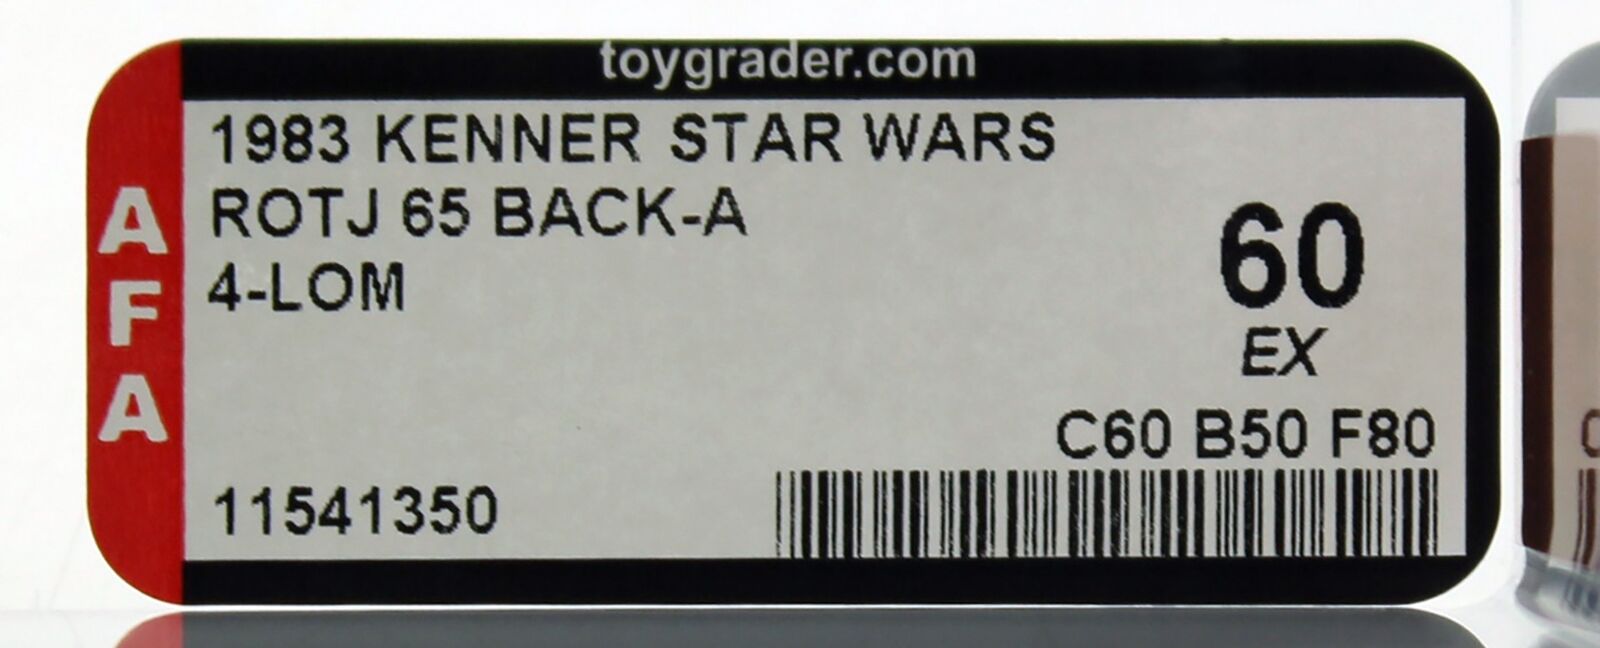 toygrader.com
AFA
1983 KENNER STAR WARS
ROTJ 65 BACK-A
4-LOM
60
EX
C60 B50 F80
11541350